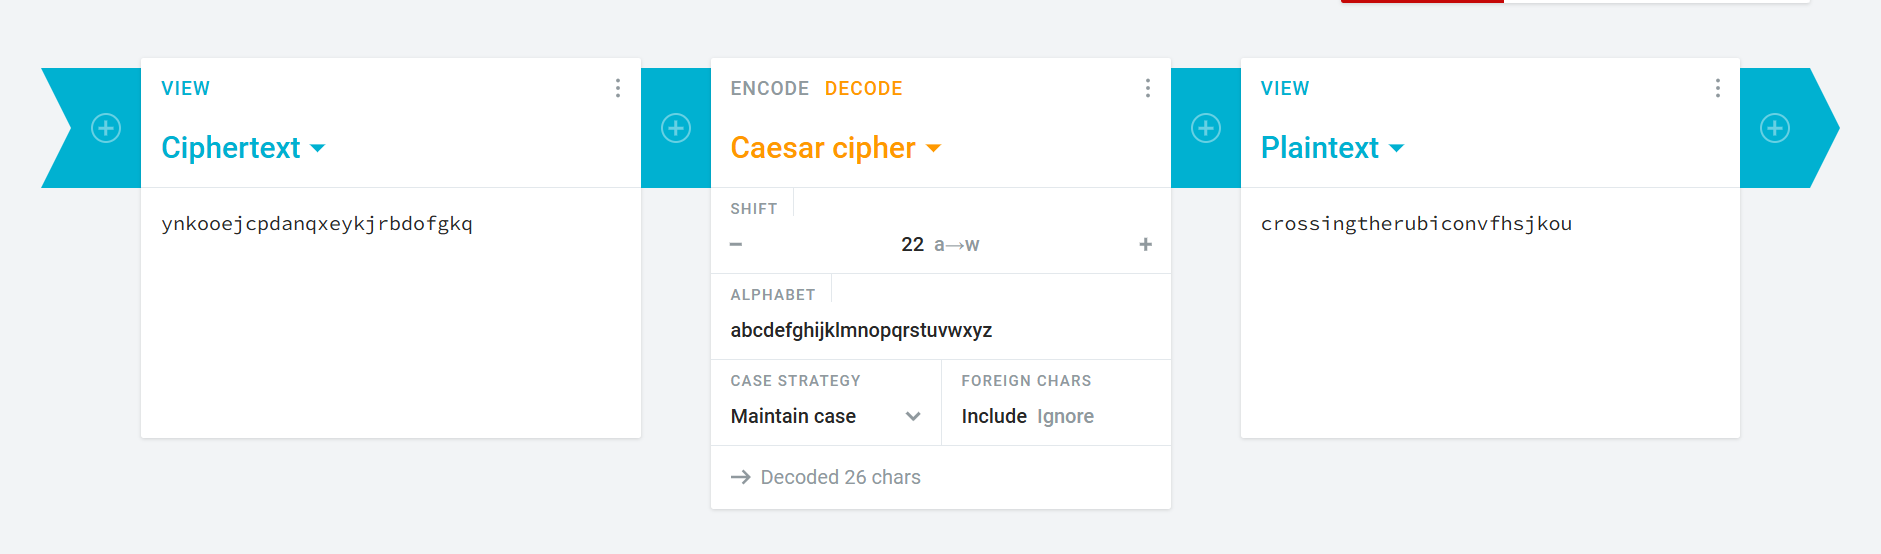 VIEW
Ciphertext
ynkooejcpdanqxeykjrbdofgkq
ENCODE DECODE
Caesar cipher
SHIFT
− 22 a→w +
ALPHABET
abcdefghijklmnopqrstuvwxyz
CASE STRATEGY
Maintain case
FOREIGN CHARS
Include Ignore
→ Decoded 26 chars
VIEW
Plaintext
crossingtherubiconvfhsjkou